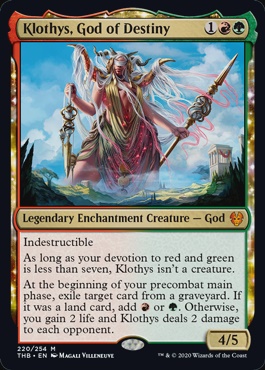 Klothys, God of Destiny 1
Legendary Enchantment Creature — God
Indestructible
As long as your devotion to red and green
is less than seven, Klothys isn't a creature.
At the beginning of your precombat main
phase, exile target card from a graveyard. If
it was a land card, add or . Otherwise,
you gain 2 life and Klothys deals 2 damage
to each opponent.
4/5
220/254 M
THB • EN MAGALI VILLENEUVE
™ & © 2020 Wizards of the Coast